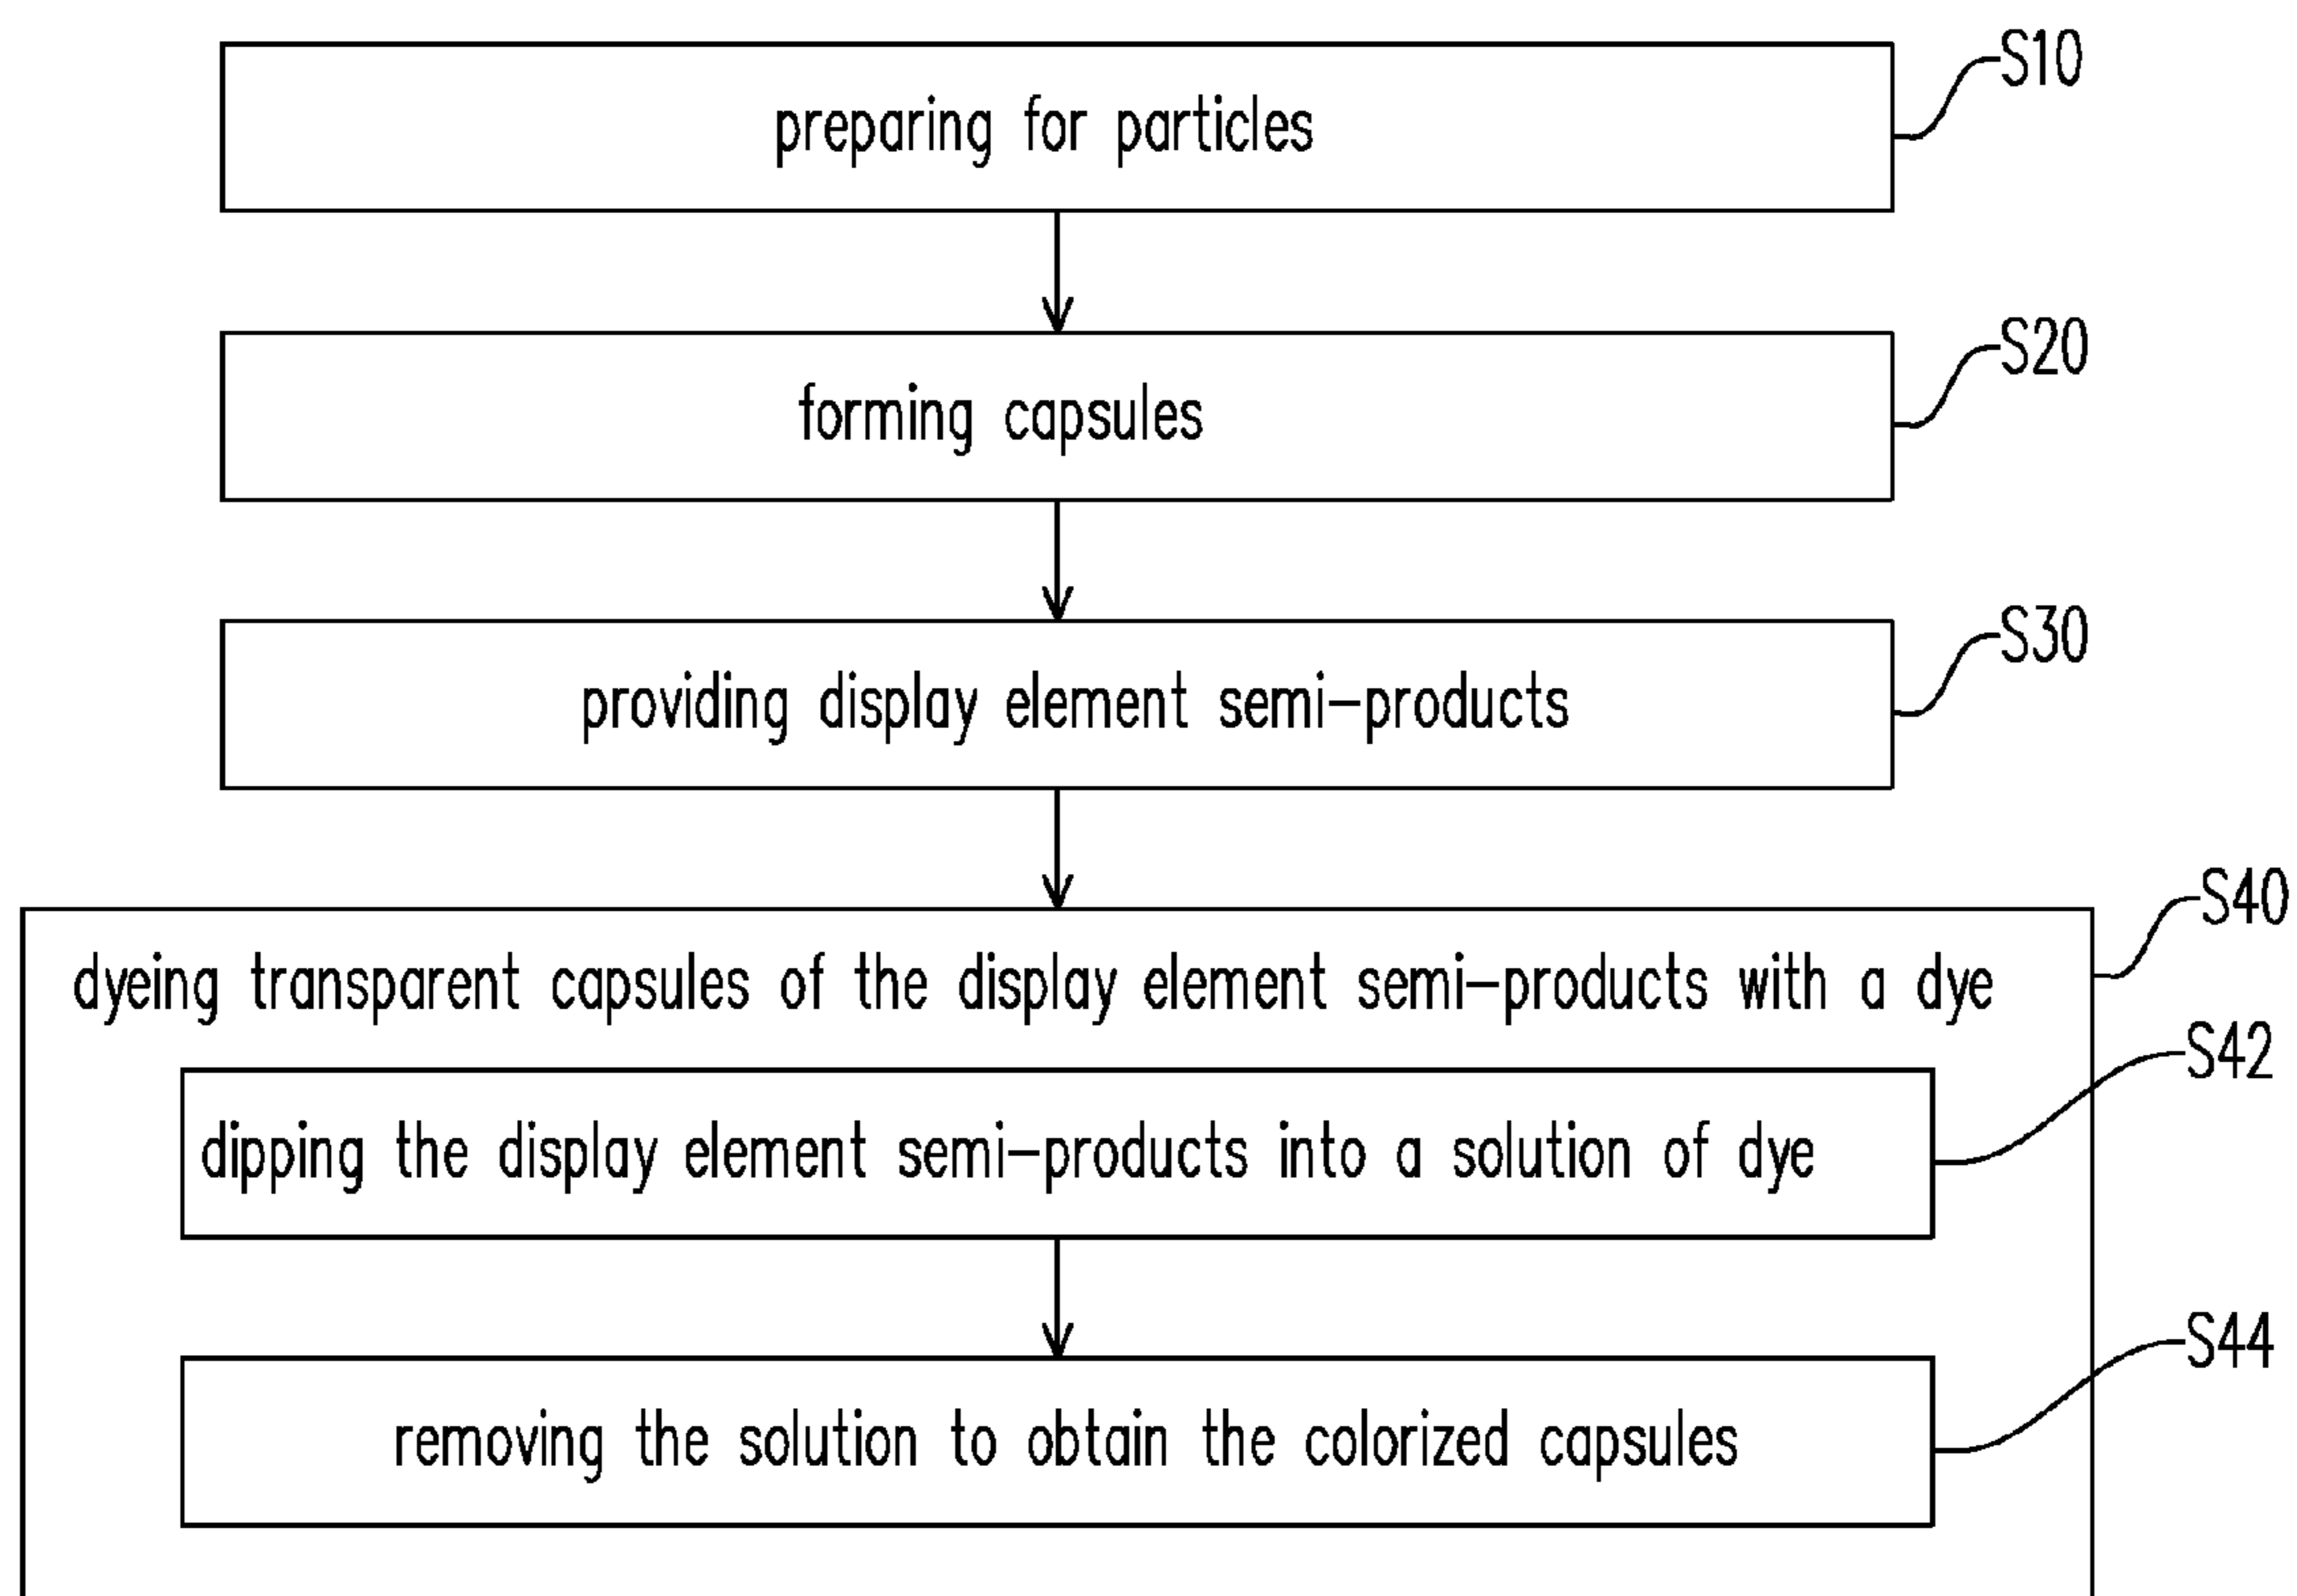 preparing for particles
S10
forming capsules
S20
providing display element semi-products
S30
S40
dyeing transparent capsules of the display element semi-products with a dye
S42
dipping the display element semi-products into a solution of dye
S44
removing the solution to obtain the colorized capsules